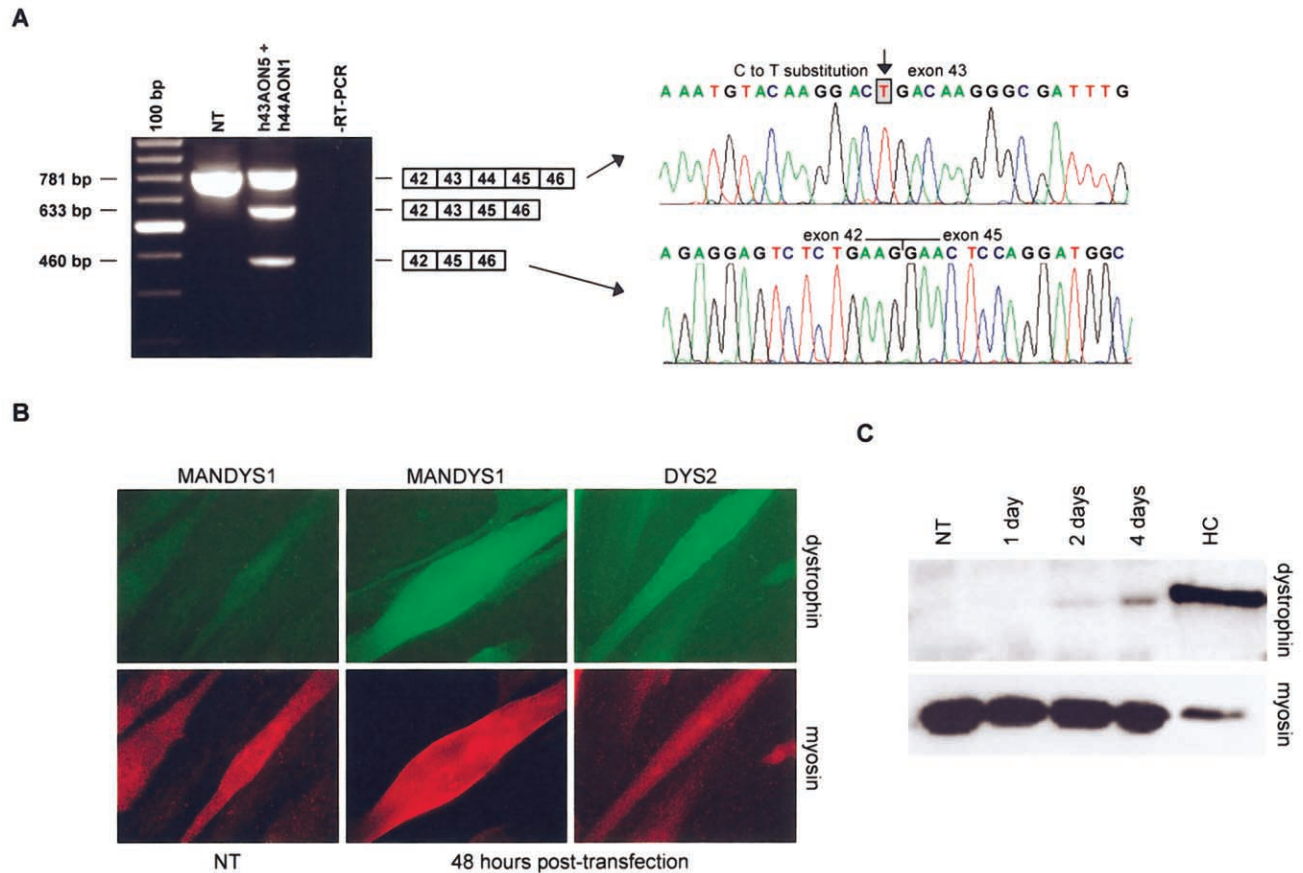 A
100 bp
NT
h43AON5 +
h44AON1
-RT-PCR
781 bp
633 bp
460 bp
42 43 44 45 46
42 43 45 46
42 45 46
C to T substitution exon 43
A A A T G T A C A A G G A C T G A C A A G G G C G A T T T G
exon 42 exon 45
A G A G G A G T C T C T G A A G G A A C T C C A G G A T G G C
B
MANDYS1 MANDYS1 DYS2
dystrophin
myosin
NT 48 hours post-transfection
C
NT 1 day 2 days 4 days HC
dystrophin
myosin